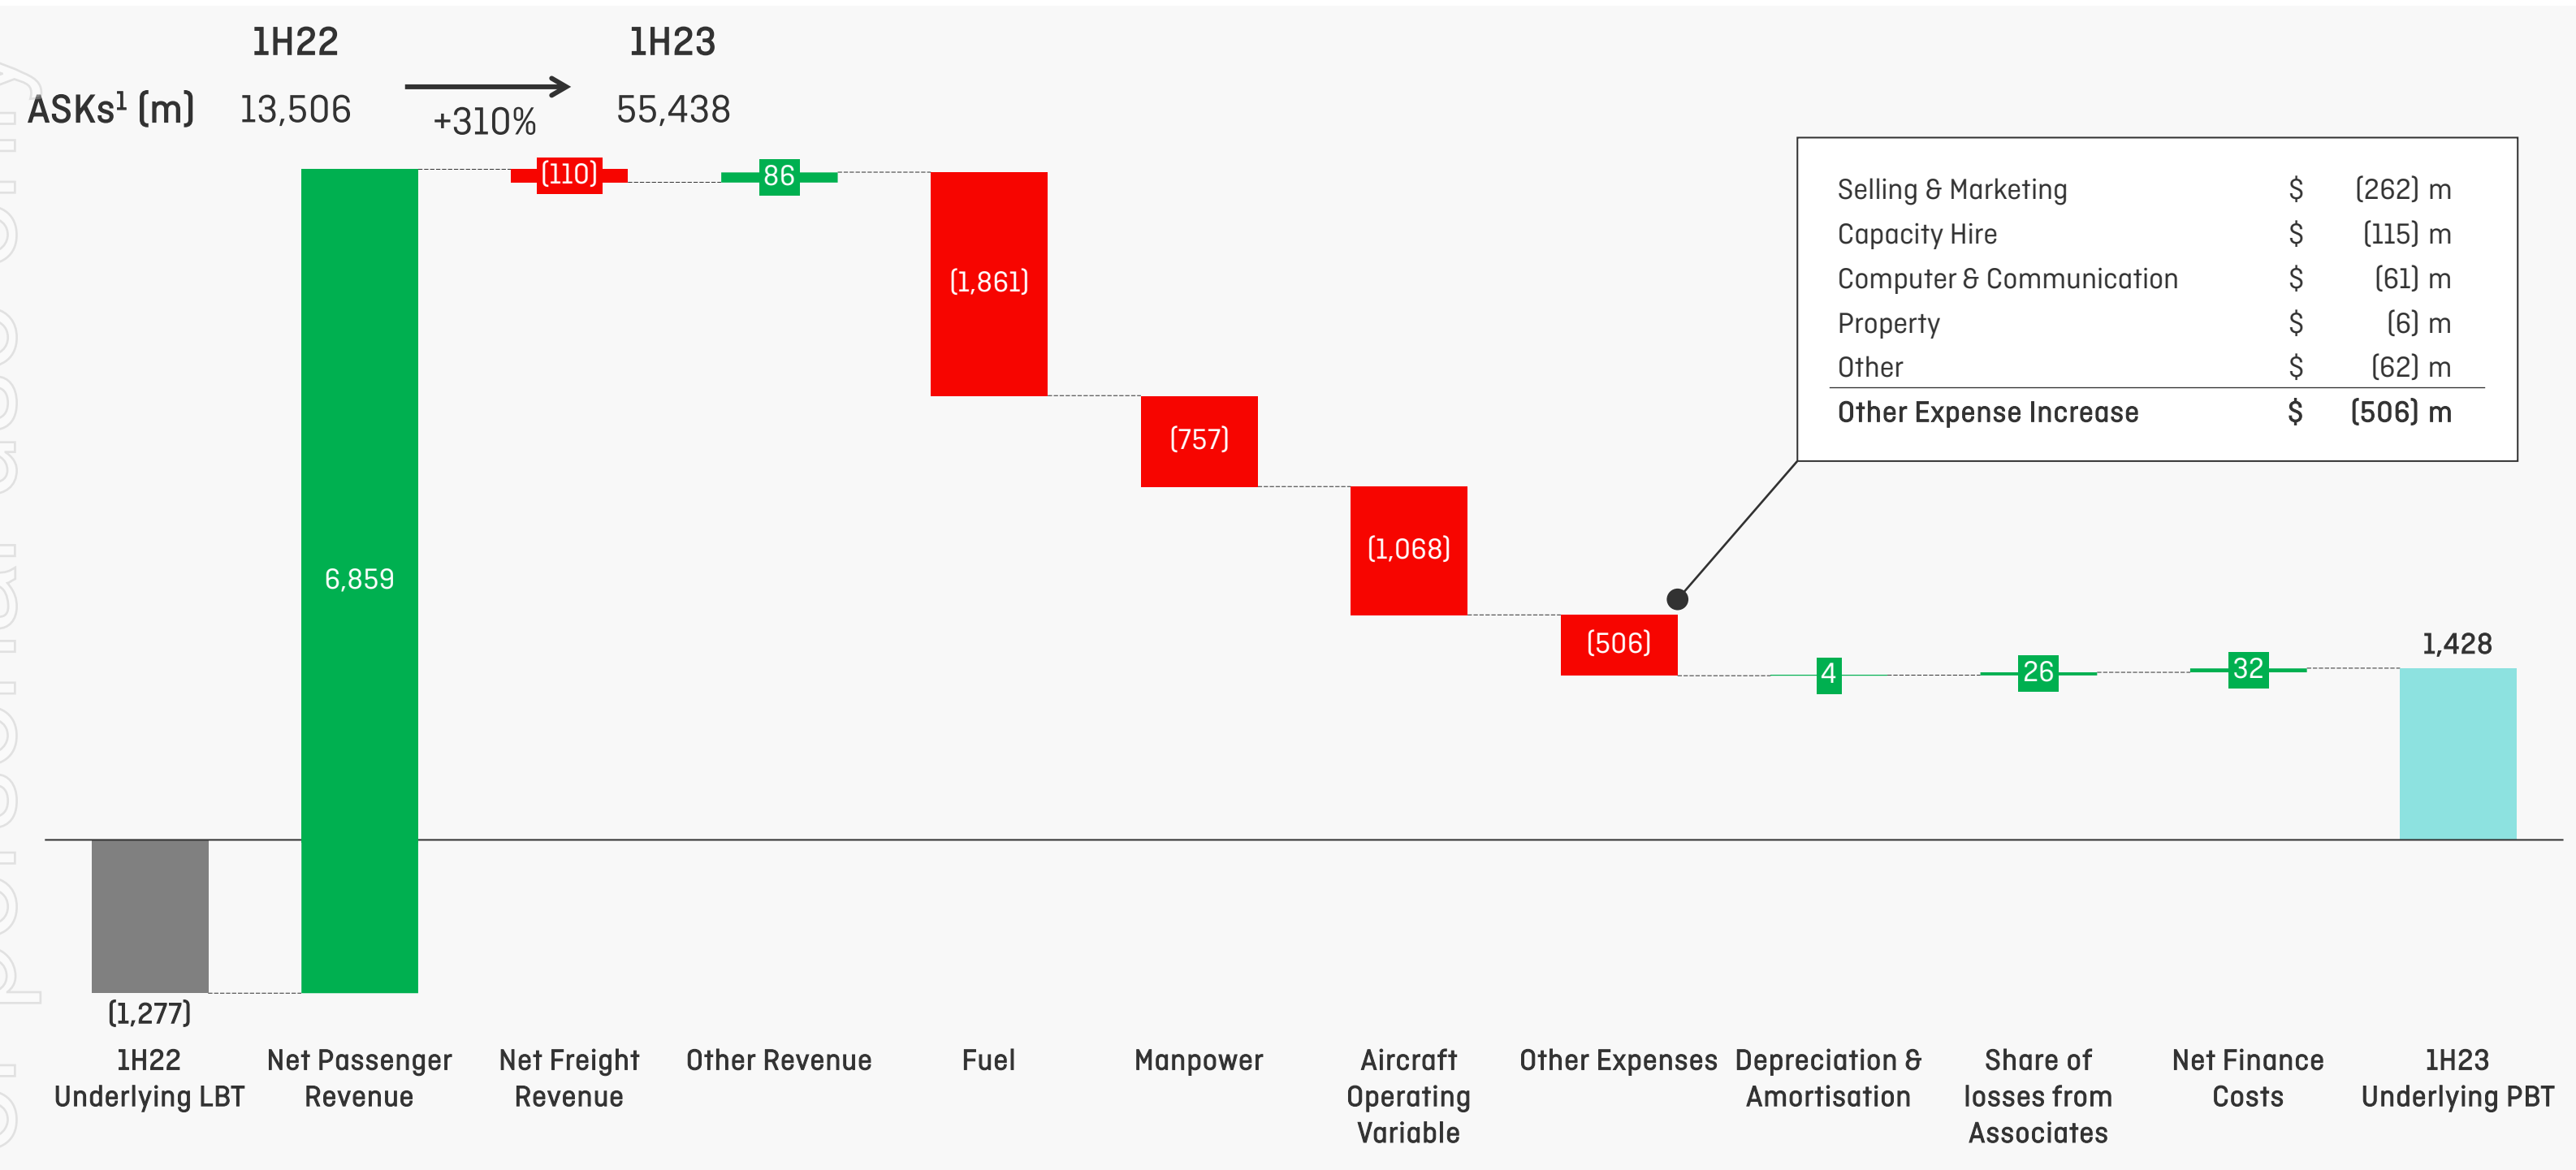 1H22 1H23
ASKs¹ (m) 13,506 +310% 55,438
(110) 86
Selling & Marketing $ (262) m
Capacity Hire $ (115) m
Computer & Communication $ (61) m
Property $ (6) m
Other $ (62) m
Other Expense Increase $ (506) m
(1,861)
(757)
(1,068)
6,859
(506)
4
26
32
1,428
(1,277)
1H22
Underlying LBT
Net Passenger
Revenue
Net Freight
Revenue
Other Revenue
Fuel
Manpower
Aircraft
Operating
Variable
Other Expenses
Depreciation &
Amortisation
Share of
losses from
Associates
Net Finance
Costs
1H23
Underlying PBT